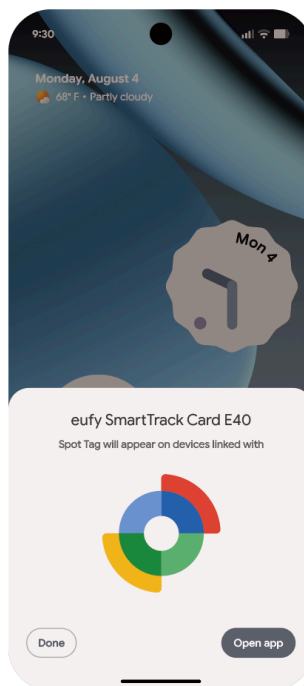 9:30
Monday, August 4
68°F • Partly cloudy
Mon 4
eufy SmartTrack Card E40
Spot Tag will appear on devices linked with
Done
Open app